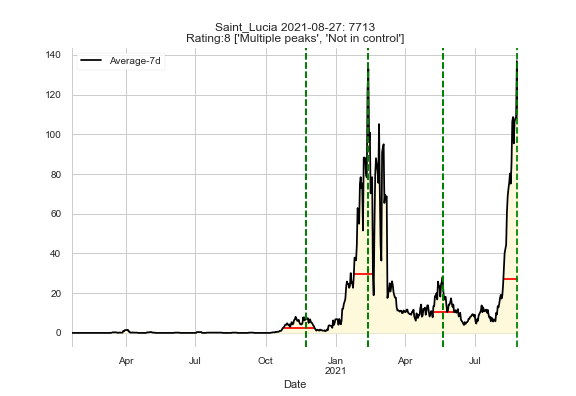 Saint_Lucia 2021-08-27: 7713
Rating:8 ['Multiple peaks', 'Not in control']
Average-7d
140
120
100
80
60
40
20
0
Apr Jul Oct Jan Apr Jul
2021
Date